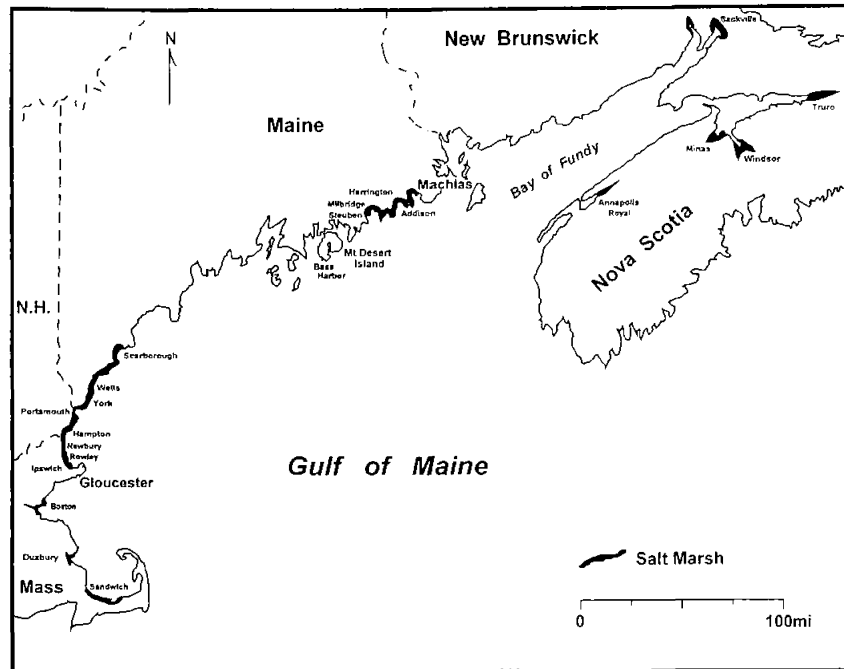 New Brunswick
Sackville
N
Maine
Truro
Minas
Windsor
Bay of Fundy
Machias
Harrington
Millbridge
Steuben
Addison
Annapolis
Royal
Mt Desert
Island
Bass
Harbor
Nova Scotia
N.H.
Scarborough
Wells
York
Portsmouth
Hampton
Newbury
Rowley
Ipswich
Gulf of Maine
Gloucester
Boston
Duxbury
Salt Marsh
Mass
Sandwich
0
100mi